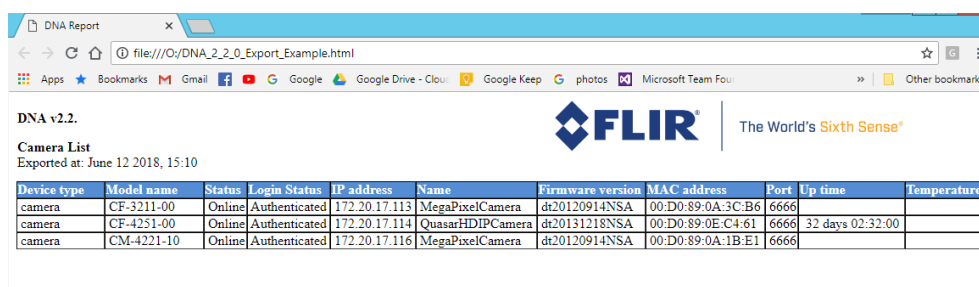 DNA Report
file:///O:/DNA_2_2_0_Export_Example.html
Apps Bookmarks Gmail Google Google Drive - Clou Google Keep photos Microsoft Team Four » Other bookmark
DNA v2.2.
FLIR The World's Sixth Sense®
Camera List
Exported at: June 12 2018, 15:10
Device type Model name Status Login Status IP address Name Firmware version MAC address Port Up time Temperature
camera CF-3211-00 Online Authenticated 172.20.17.113 MegaPixelCamera dt20120914NSA 00:D0:89:0A:3C:B6 6666
camera CF-4251-00 Online Authenticated 172.20.17.114 QuasarHDIPCamera dt20131218NSA 00:D0:89:0E:C4:61 6666 32 days 02:32:00
camera CM-4221-10 Online Authenticated 172.20.17.116 MegaPixelCamera dt20120914NSA 00:D0:89:0A:1B:E1 6666